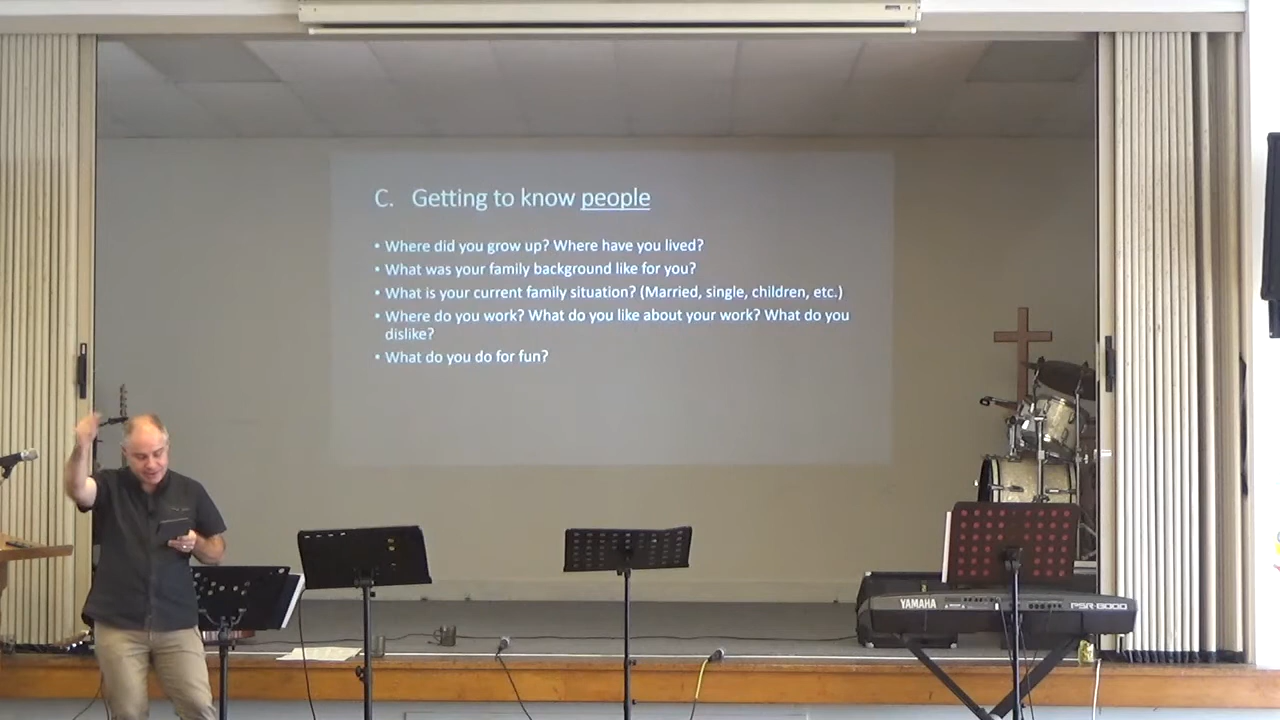 C. Getting to know people
• Where did you grow up? Where have you lived?
• What was your family background like for you?
• What is your current family situation? (Married, single, children, etc.)
• Where do you work? What do you like about your work? What do you
dislike?
• What do you do for fun?
YAMAHA
PSR-8000